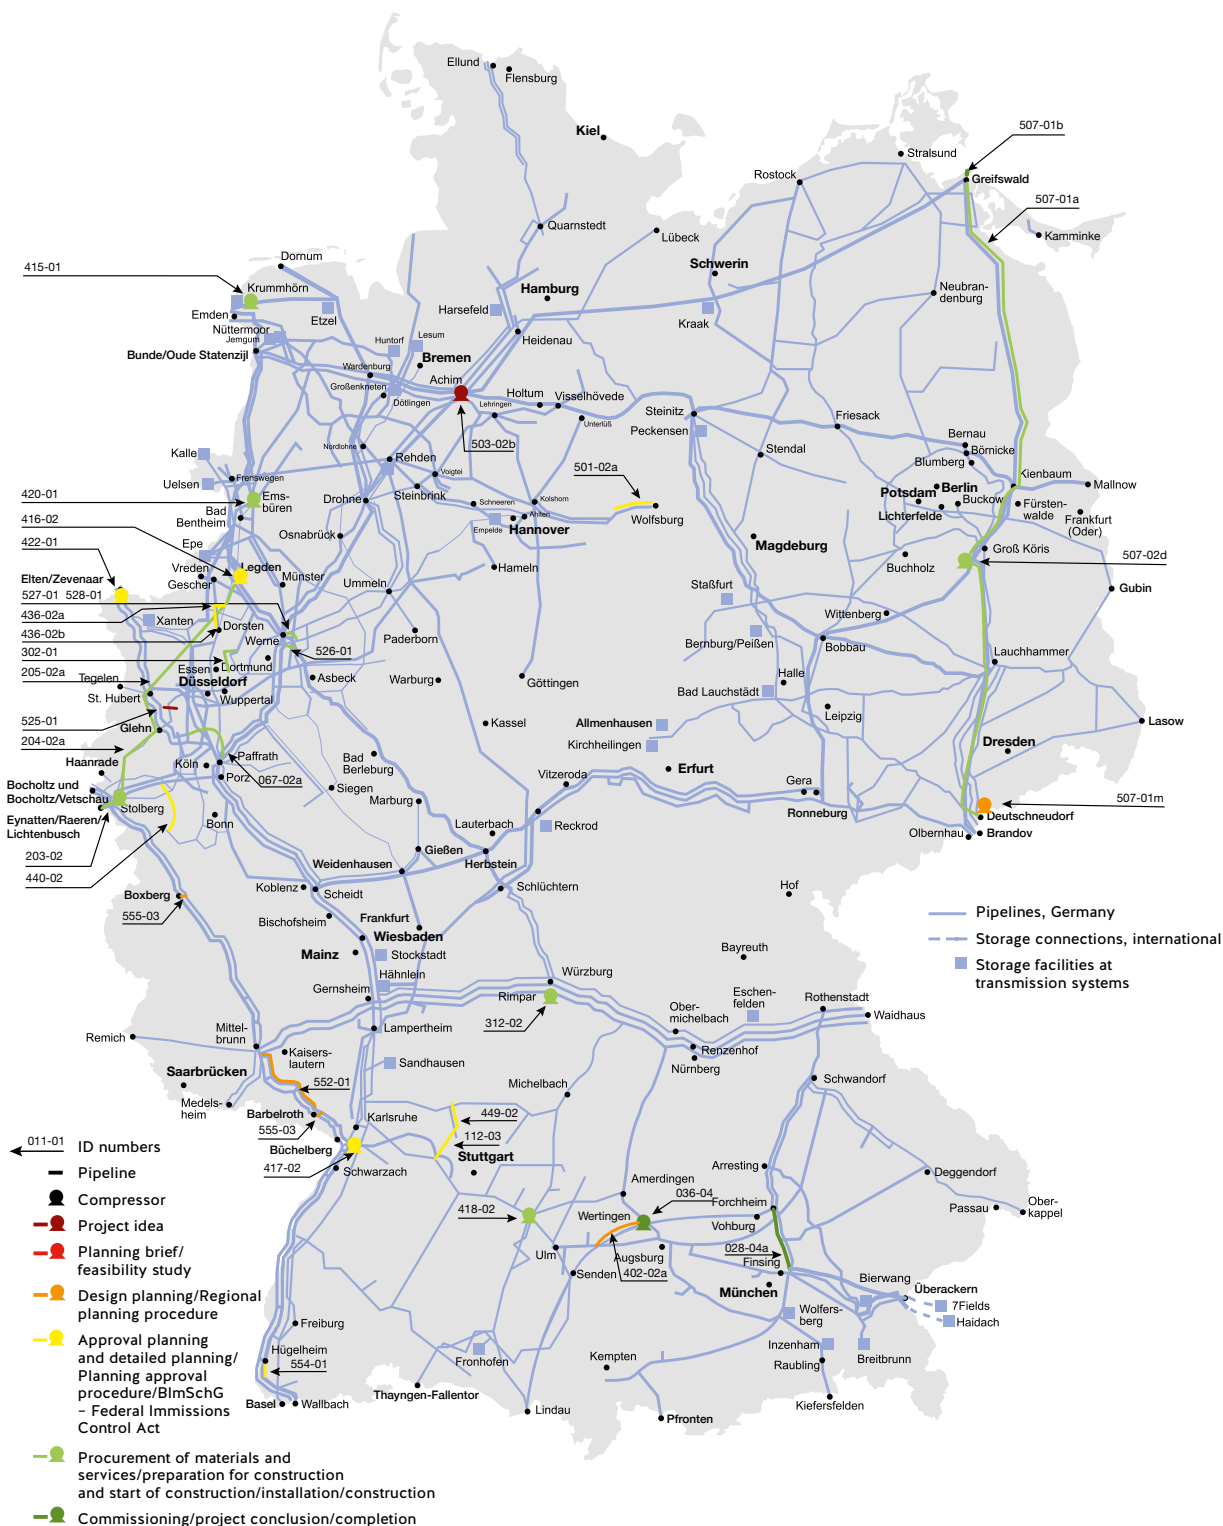 Ellund
Flensburg
Kiel
507-01b
Stralsund
Rostock
Greifswald
507-01a
Quarnstedt
Lübeck
Kamminke
415-01
Dornum
Schwerin
Krummhörn
Hamburg
Neubran-
denburg
Emden
Etzel
Harsefeld
Kraak
Nüttermoor
Jemgum
Huntorf
Lesum
Heidenau
Bunde/Oude Statenzijl
Bremen
Wardenburg
Achim
Großenkneten
Dötlingen
Holtum
Visselhövede
Lehringen
Unterlüß
Steinitz
Peckensen
Friesack
Bernau
Börnicke
Blumberg
Nordlohne
503-02b
Kalle
Rehden
Stendal
501-02a
Uelsen
Frenswegen
Voigtei
Steinbrink
Kienbaum
Mallnow
420-01
Ems-
büren
Drohne
Schneeren
Kolshorn
Potsdam
Berlin
Buckow
Lichterfelde
Fürsten-
walde
Frankfurt
(Oder)
416-02
Bad
Bentheim
Empelde
Ahlten
Hannover
Wolfsburg
422-01
Osnabrück
Magdeburg
Epe
Groß Köris
507-02d
Buchholz
Vreden
Legden
Gescher
Münster
Hameln
Elten/Zevenaar
527-01
528-01
Ummeln
Staßfurt
Gubin
436-02a
Xanten
Wittenberg
436-02b
Dorsten
Werne
Paderborn
Bernburg/Peißen
Bobbau
302-01
526-01
Lauchhammer
205-02a
Essen
Dortmund
Tegelen
Düsseldorf
Asbeck
Warburg
Göttingen
Halle
Bad Lauchstädt
St. Hubert
Wuppertal
525-01
Glehn
Kassel
Allmenhausen
Leipzig
Lasow
204-02a
Kirchheilingen
Dresden
Haanrade
Köln
Paffrath
Bad
Berleburg
Porz
067-02a
Erfurt
Vitzeroda
Gera
Bocholtz und
Bocholtz/Vetschau
Siegen
Stolberg
Marburg
Ronneburg
507-01m
Deutschneudorf
Eynatten/Raeren/
Lichtenbusch
Bonn
Lauterbach
Reckrod
Olbernhau
Brandov
203-02
Gießen
Weidenhausen
Herbstein
440-02
Koblenz
Scheidt
Schlüchtern
Hof
Boxberg
555-03
Bischofsheim
Frankfurt
Wiesbaden
Pipelines, Germany
Storage connections, international
Storage facilities at
transmission systems
Mainz
Stockstadt
Bayreuth
Hähnlein
Würzburg
Gernsheim
Rimpar
Eschen-
felden
Rothenstadt
Ober-
michelbach
Waidhaus
312-02
Mittel-
brunn
Lampertheim
Remich
Kaisers-
lautern
Renzenhof
Nürnberg
Saarbrücken
Sandhausen
Michelbach
Schwandorf
552-01
Medels-
heim
Barbelroth
449-02
Karlsruhe
555-03
112-03
011-01
ID numbers
Büchelberg
Stuttgart
417-02
Schwarzach
Arresting
Deggendorf
Pipeline
Amerdingen
036-04
Compressor
Forchheim
Passau
Ober-
kappel
418-02
Wertingen
Vohburg
Project idea
Planning brief/
feasibility study
Ulm
Augsburg
028-04a
Finsing
402-02a
Senden
München
Bierwang
Überackern
Design planning/Regional
planning procedure
7Fields
Wolfers-
berg
Haidach
Freiburg
Approval planning
and detailed planning/
Planning approval
procedure/BImSchG
– Federal Immissions
Control Act
Hügelheim
554-01
Fronhofen
Kempten
Inzenham
Breitbrunn
Raubling
Thayngen-Fallentor
Basel
Wallbach
Lindau
Pfronten
Kiefersfelden
Procurement of materials and
services/preparation for construction
and start of construction/installation/construction
Commissioning/project conclusion/completion